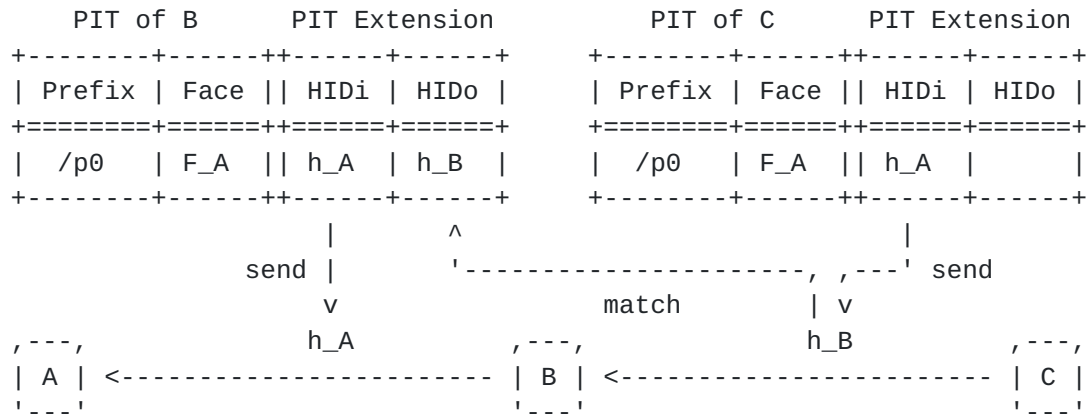 PIT of B    PIT Extension          PIT of C    PIT Extension
+--------+------++------+------+     +--------+------++------+------+
| Prefix | Face || HIDi | HIDo |     | Prefix | Face || HIDi | HIDo |
+========+======++======+======+     +========+======++======+======+
|  /p0   | F_A  || h_A  | h_B  |     |  /p0   | F_A  || h_A  |      |
+--------+------++------+------+     +--------+------++------+------+
                    |       ^                            |
               send |       '----------------------, ,---' send
                    v                 match        | v
,---,              h_A          ,---,              h_B          ,---,
| A | <------------------------ | B | <------------------------ | C |
'---'                           '---'                           '---'